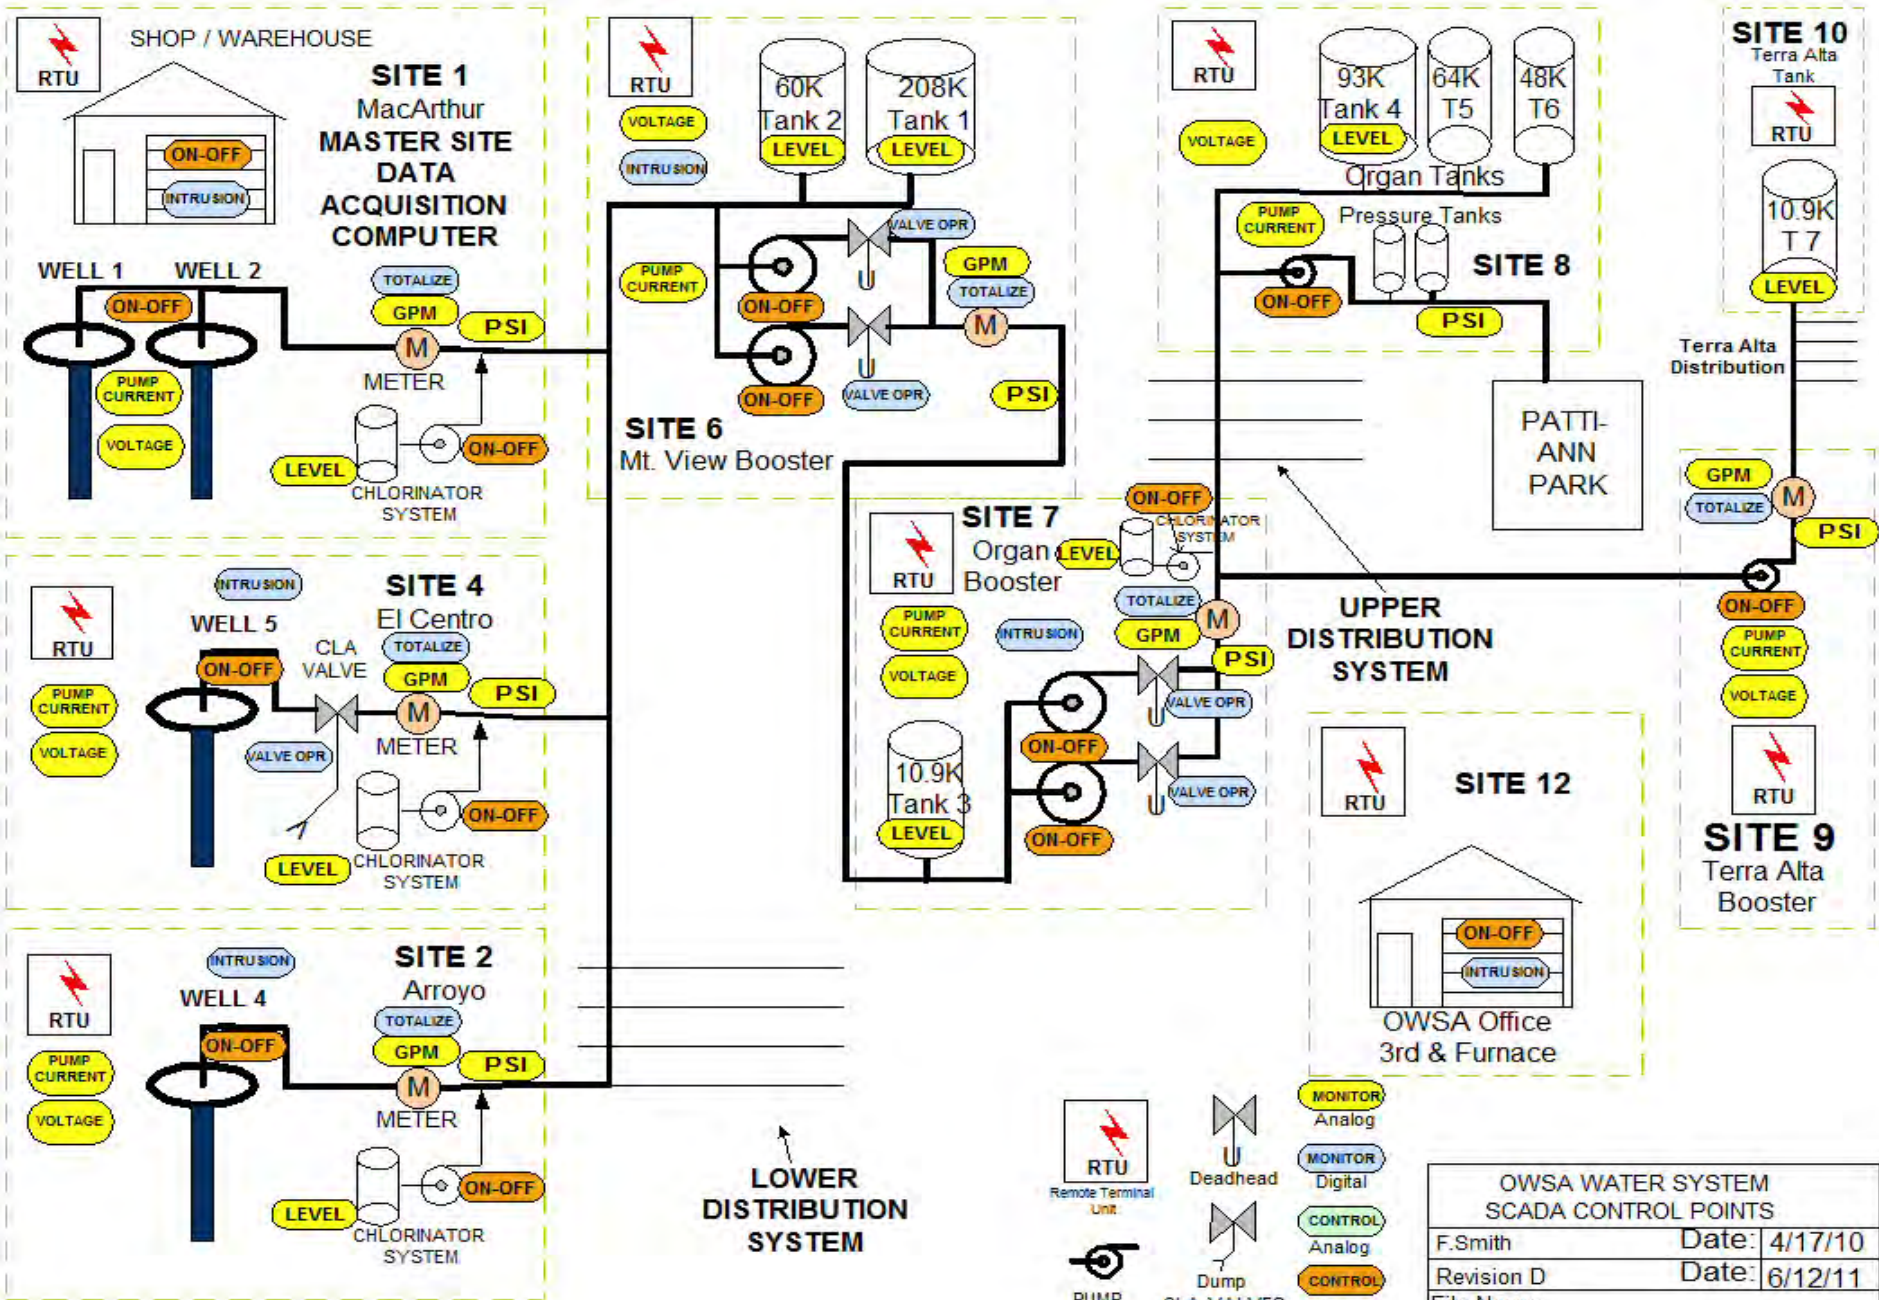 RTU
SHOP / WAREHOUSE
SITE 1
MacArthur
MASTER SITE
DATA
ACQUISITION
COMPUTER
ON-OFF
INTRUSION
WELL 1
WELL 2
ON-OFF
TOTALIZE
GPM
PSI
M
METER
PUMP
CURRENT
VOLTAGE
LEVEL
ON-OFF
CHLORINATOR
SYSTEM
RTU
INTRUSION
SITE 4
El Centro
WELL 5
CLA
VALVE
TOTALIZE
ON-OFF
GPM
PSI
PUMP
CURRENT
M
METER
VOLTAGE
VALVE OPR
ON-OFF
LEVEL
CHLORINATOR
SYSTEM
RTU
INTRUSION
SITE 2
Arroyo
WELL 4
TOTALIZE
ON-OFF
GPM
PSI
PUMP
CURRENT
M
METER
VOLTAGE
ON-OFF
LEVEL
CHLORINATOR
SYSTEM
RTU
VOLTAGE
INTRUSION
60K
Tank 2
LEVEL
208K
Tank 1
LEVEL
VALVE OPR
PUMP
CURRENT
GPM
TOTALIZE
ON-OFF
M
ON-OFF
VALVE OPR
PSI
SITE 6
Mt. View Booster
RTU
SITE 7
Organ
Booster
ON-OFF
CHLORINATOR
SYSTEM
LEVEL
PUMP
CURRENT
INTRUSION
TOTALIZE
GPM
M
PSI
VOLTAGE
VALVE OPR
ON-OFF
10.9K
Tank 3
LEVEL
VALVE OPR
ON-OFF
RTU
VOLTAGE
93K
Tank 4
LEVEL
64K
T5
48K
T6
Organ Tanks
PUMP
CURRENT
Pressure Tanks
SITE 8
ON-OFF
PSI
PATTI-
ANN
PARK
UPPER
DISTRIBUTION
SYSTEM
SITE 10
Terra Alta
Tank
RTU
10.9K
T 7
LEVEL
Terra Alta
Distribution
GPM
TOTALIZE
M
PSI
ON-OFF
PUMP
CURRENT
VOLTAGE
RTU
SITE 9
Terra Alta
Booster
RTU
SITE 12
ON-OFF
INTRUSION
OWSA Office
3rd & Furnace
LOWER
DISTRIBUTION
SYSTEM
RTU
Remote Terminal
Unit
PUMP
Deadhead
Dump
CLA-VALVES
MONITOR
Analog
MONITOR
Digital
CONTROL
Analog
CONTROL
OWSA WATER SYSTEM
SCADA CONTROL POINTS
F.Smith Date: 4/17/10
Revision D Date: 6/12/11